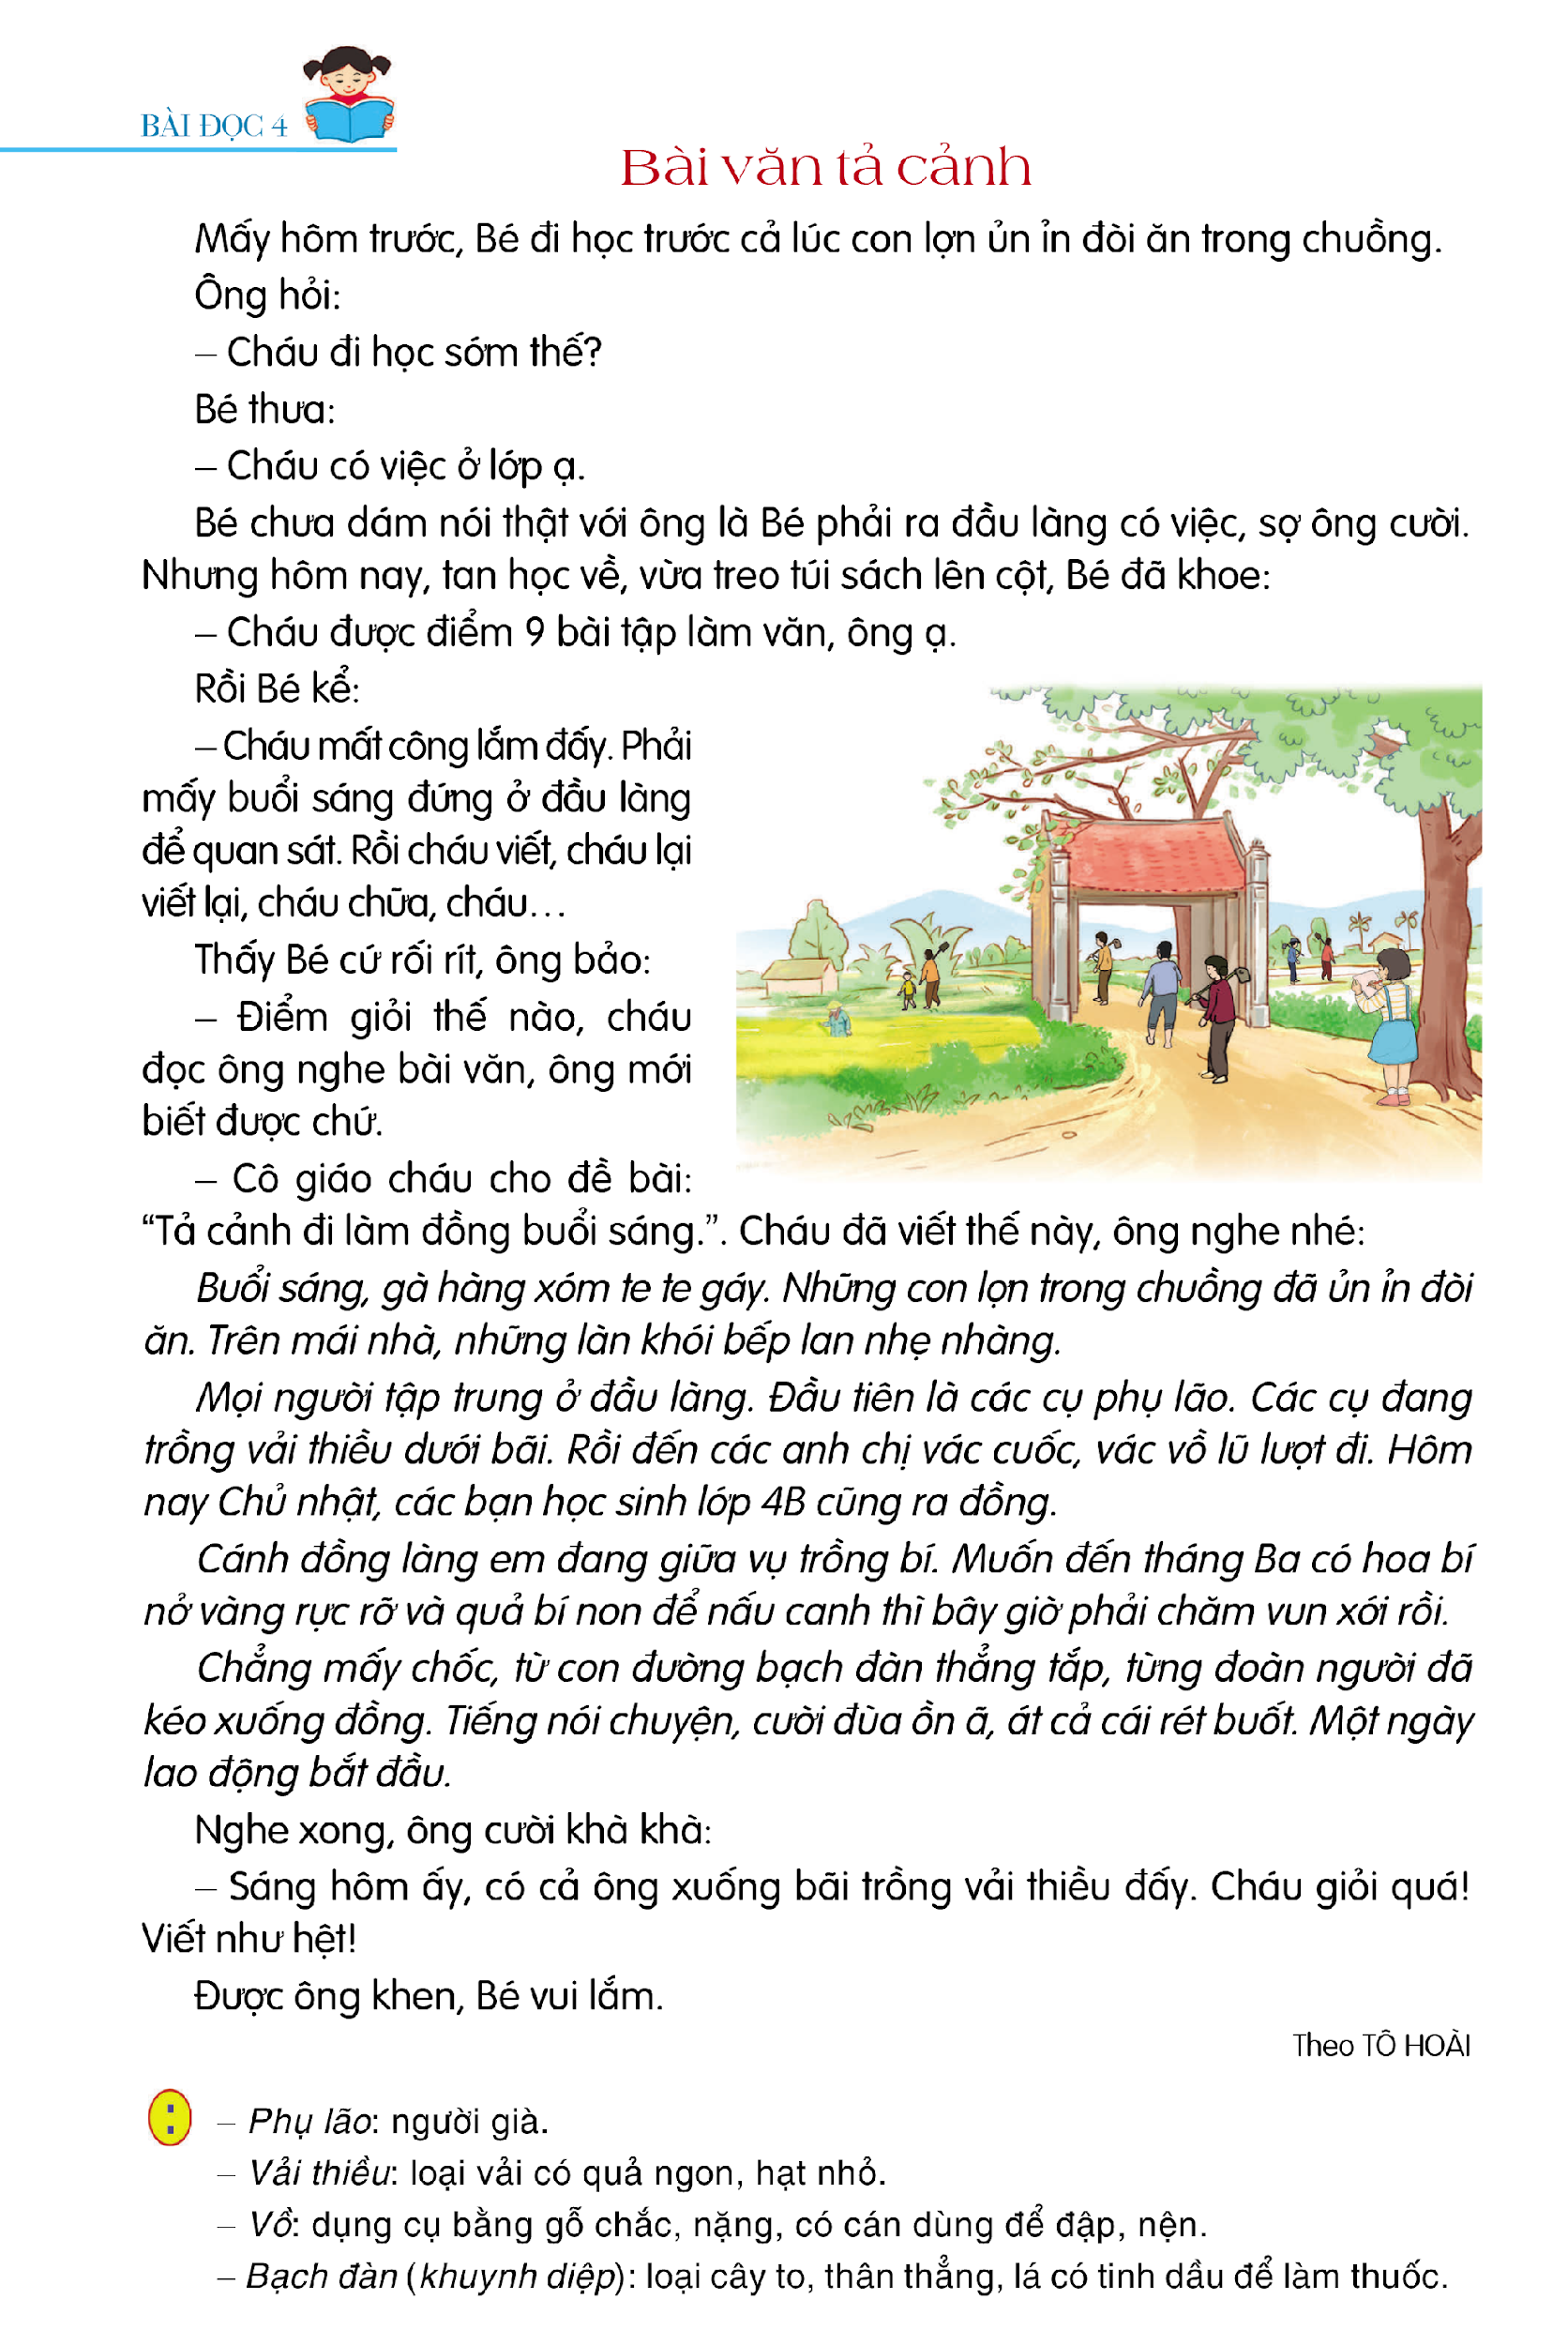 BÀI ĐỌC 4
Bài văn tả cảnh
Mấy hôm trước, Bé đi học trước cả lúc con lợn ủn ỉn đòi ăn trong chuồng.
Ông hỏi:
– Cháu đi học sớm thế?
Bé thưa:
– Cháu có việc ở lớp ạ.
Bé chưa dám nói thật với ông là Bé phải ra đầu làng có việc, sợ ông cười.
Nhưng hôm nay, tan học về, vừa treo túi sách lên cột, Bé đã khoe:
– Cháu được điểm 9 bài tập làm văn, ông ạ.
Rồi Bé kể:
– Cháu mất công lắm đấy. Phải
mấy buổi sáng đứng ở đầu làng
để quan sát. Rồi cháu viết, cháu lại
viết lại, cháu chữa, cháu…
Thấy Bé cứ rối rít, ông bảo:
– Điểm giỏi thế nào, cháu
đọc ông nghe bài văn, ông mới
biết được chứ.
– Cô giáo cháu cho đề bài:
“Tả cảnh đi làm đồng buổi sáng.”. Cháu đã viết thế này, ông nghe nhé:
Buổi sáng, gà hàng xóm te te gáy. Những con lợn trong chuồng đã ủn ỉn đòi
ăn. Trên mái nhà, những làn khói bếp lan nhẹ nhàng.
Mọi người tập trung ở đầu làng. Đầu tiên là các cụ phụ lão. Các cụ đang
trồng vải thiều dưới bãi. Rồi đến các anh chị vác cuốc, vác vồ lũ lượt đi. Hôm
nay Chủ nhật, các bạn học sinh lớp 4B cũng ra đồng.
Cánh đồng làng em đang giữa vụ trồng bí. Muốn đến tháng Ba có hoa bí
nở vàng rực rỡ và quả bí non để nấu canh thì bây giờ phải chăm vun xới rồi.
Chẳng mấy chốc, từ con đường bạch đàn thẳng tắp, từng đoàn người đã
kéo xuống đồng. Tiếng nói chuyện, cười đùa ồn ã, át cả cái rét buốt. Một ngày
lao động bắt đầu.
Nghe xong, ông cười khà khà:
– Sáng hôm ấy, có cả ông xuống bãi trồng vải thiều đấy. Cháu giỏi quá!
Viết như hệt!
Được ông khen, Bé vui lắm.
Theo TÔ HOÀI
– Phụ lão: người già.
– Vải thiều: loại vải có quả ngon, hạt nhỏ.
– Vồ: dụng cụ bằng gỗ chắc, nặng, có cán dùng để đập, nện.
– Bạch đàn (khuynh diệp): loại cây to, thân thẳng, lá có tinh dầu để làm thuốc.